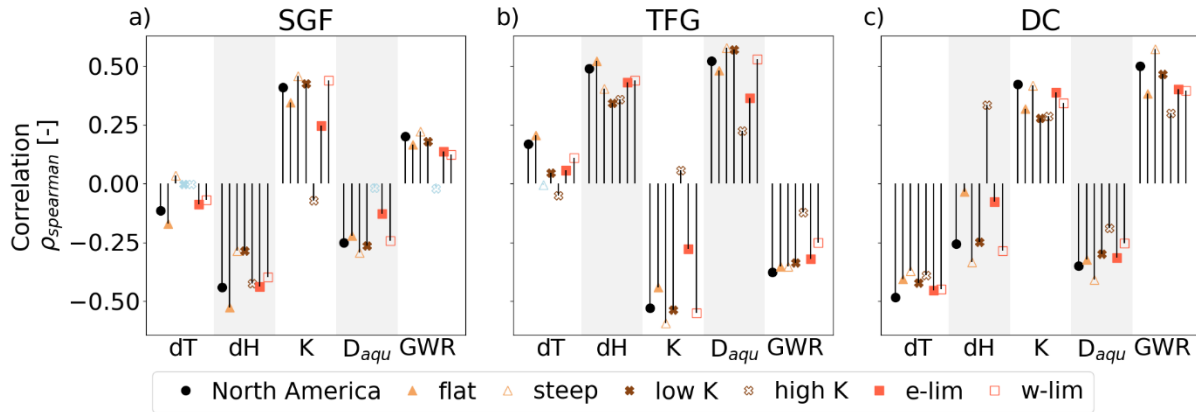 a) SGF
b) TFG
c) DC
Correlation
ρspearman [-]
0.50
0.25
0.00
−0.25
−0.50
dT dH K Daqu GWR
dT dH K Daqu GWR
dT dH K Daqu GWR
North America flat steep low K high K e-lim w-lim